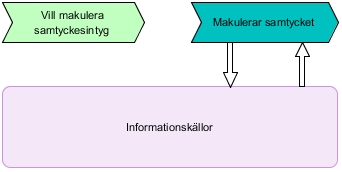 Vill makulera
samtyckesintyg
Makulerar samtycket
Informationskällor